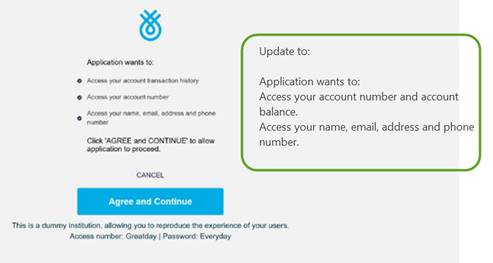 Application wants to:
Access your account transaction history
Access your account number
Access your name, email, address and phone
number
Click 'AGREE and CONTINUE' to allow
application to proceed.
CANCEL
Agree and Continue
This is a dummy institution, allowing you to reproduce the experience of your users.
Access number: Greatday | Password: Everyday
Update to:
Application wants to:
Access your account number and account
balance.
Access your name, email, address and phone
number.